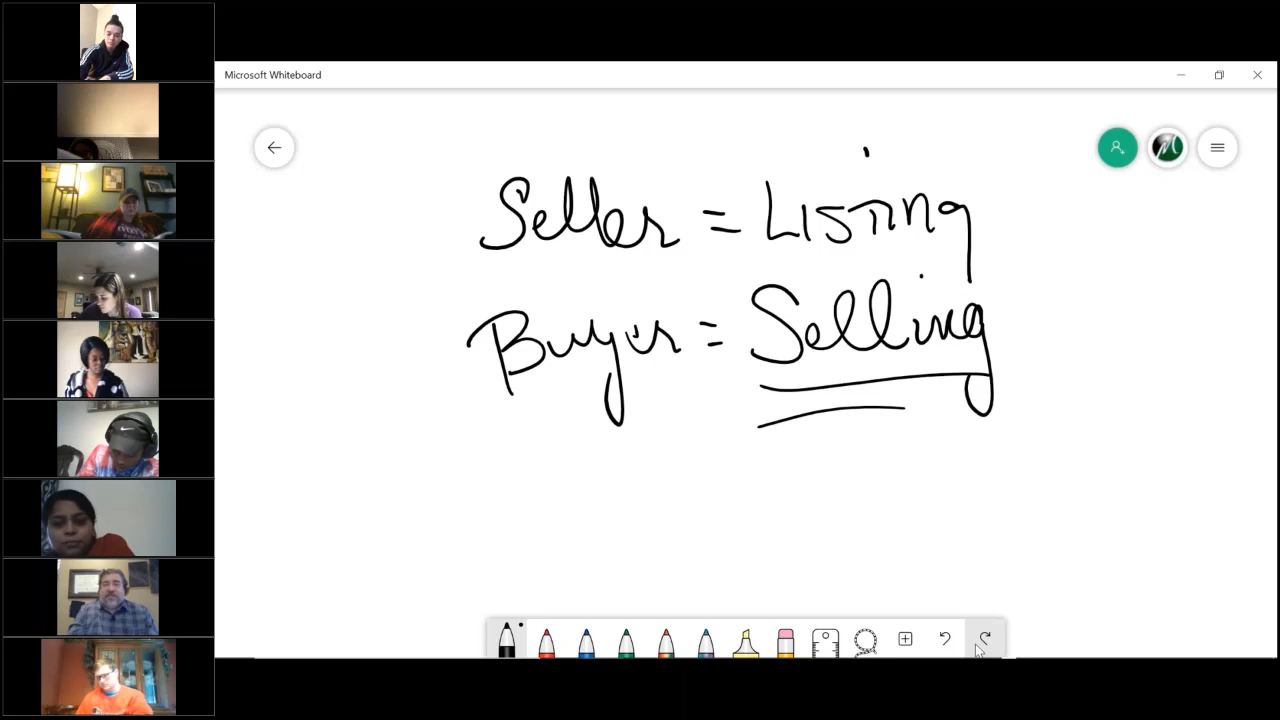 Microsoft Whiteboard
Seller = Listing
Buyer = Selling